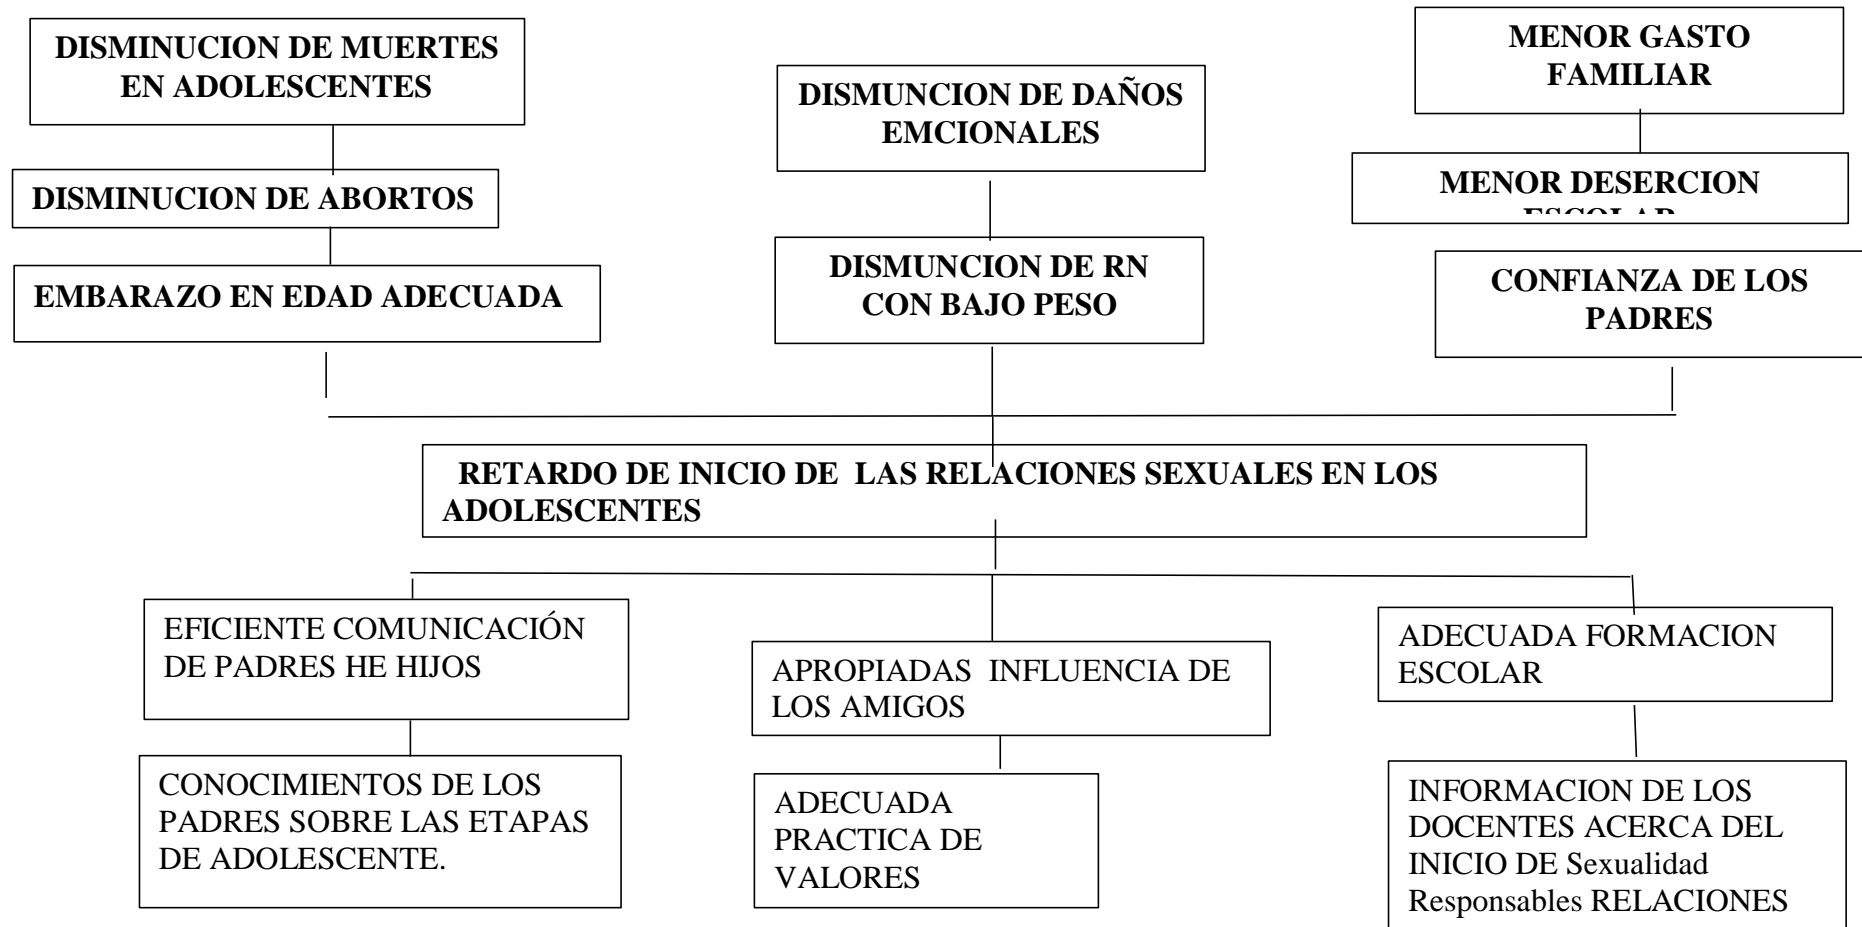 DISMINUCION DE MUERTES
EN ADOLESCENTES
DISMUNCION DE DAÑOS
EMCIONALES
MENOR GASTO
FAMILIAR
DISMINUCION DE ABORTOS
MENOR DESERCION
EMBARAZO EN EDAD ADECUADA
DISMUNCION DE RN
CON BAJO PESO
CONFIANZA DE LOS
PADRES
RETARDO DE INICIO DE LAS RELACIONES SEXUALES EN LOS
ADOLESCENTES
EFICIENTE COMUNICACIÓN
DE PADRES HE HIJOS
APROPIADAS INFLUENCIA DE
LOS AMIGOS
ADECUADA FORMACION
ESCOLAR
CONOCIMIENTOS DE LOS
PADRES SOBRE LAS ETAPAS
DE ADOLESCENTE.
ADECUADA
PRACTICA DE
VALORES
INFORMACION DE LOS
DOCENTES ACERCA DEL
INICIO DE Sexualidad
Responsables RELACIONES